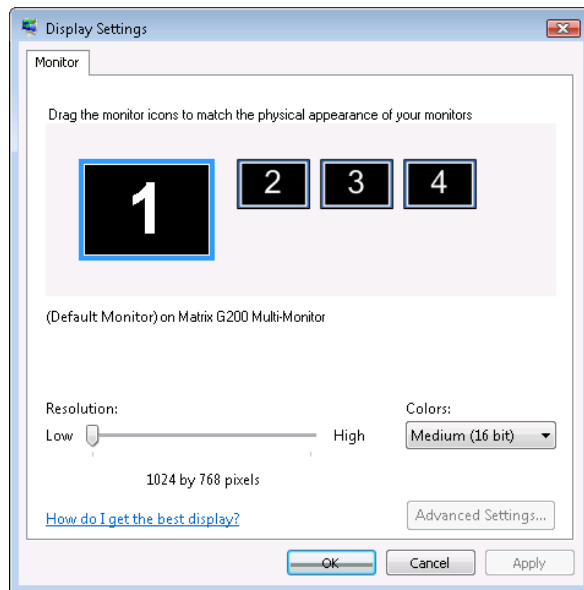 Display Settings
Monitor
Drag the monitor icons to match the physical appearance of your monitors
1 2 3 4
(Default Monitor) on Matrix G200 Multi-Monitor
Resolution: Colors:
Low High Medium (16 bit)
1024 by 768 pixels
How do I get the best display? Advanced Settings...
OK Cancel Apply